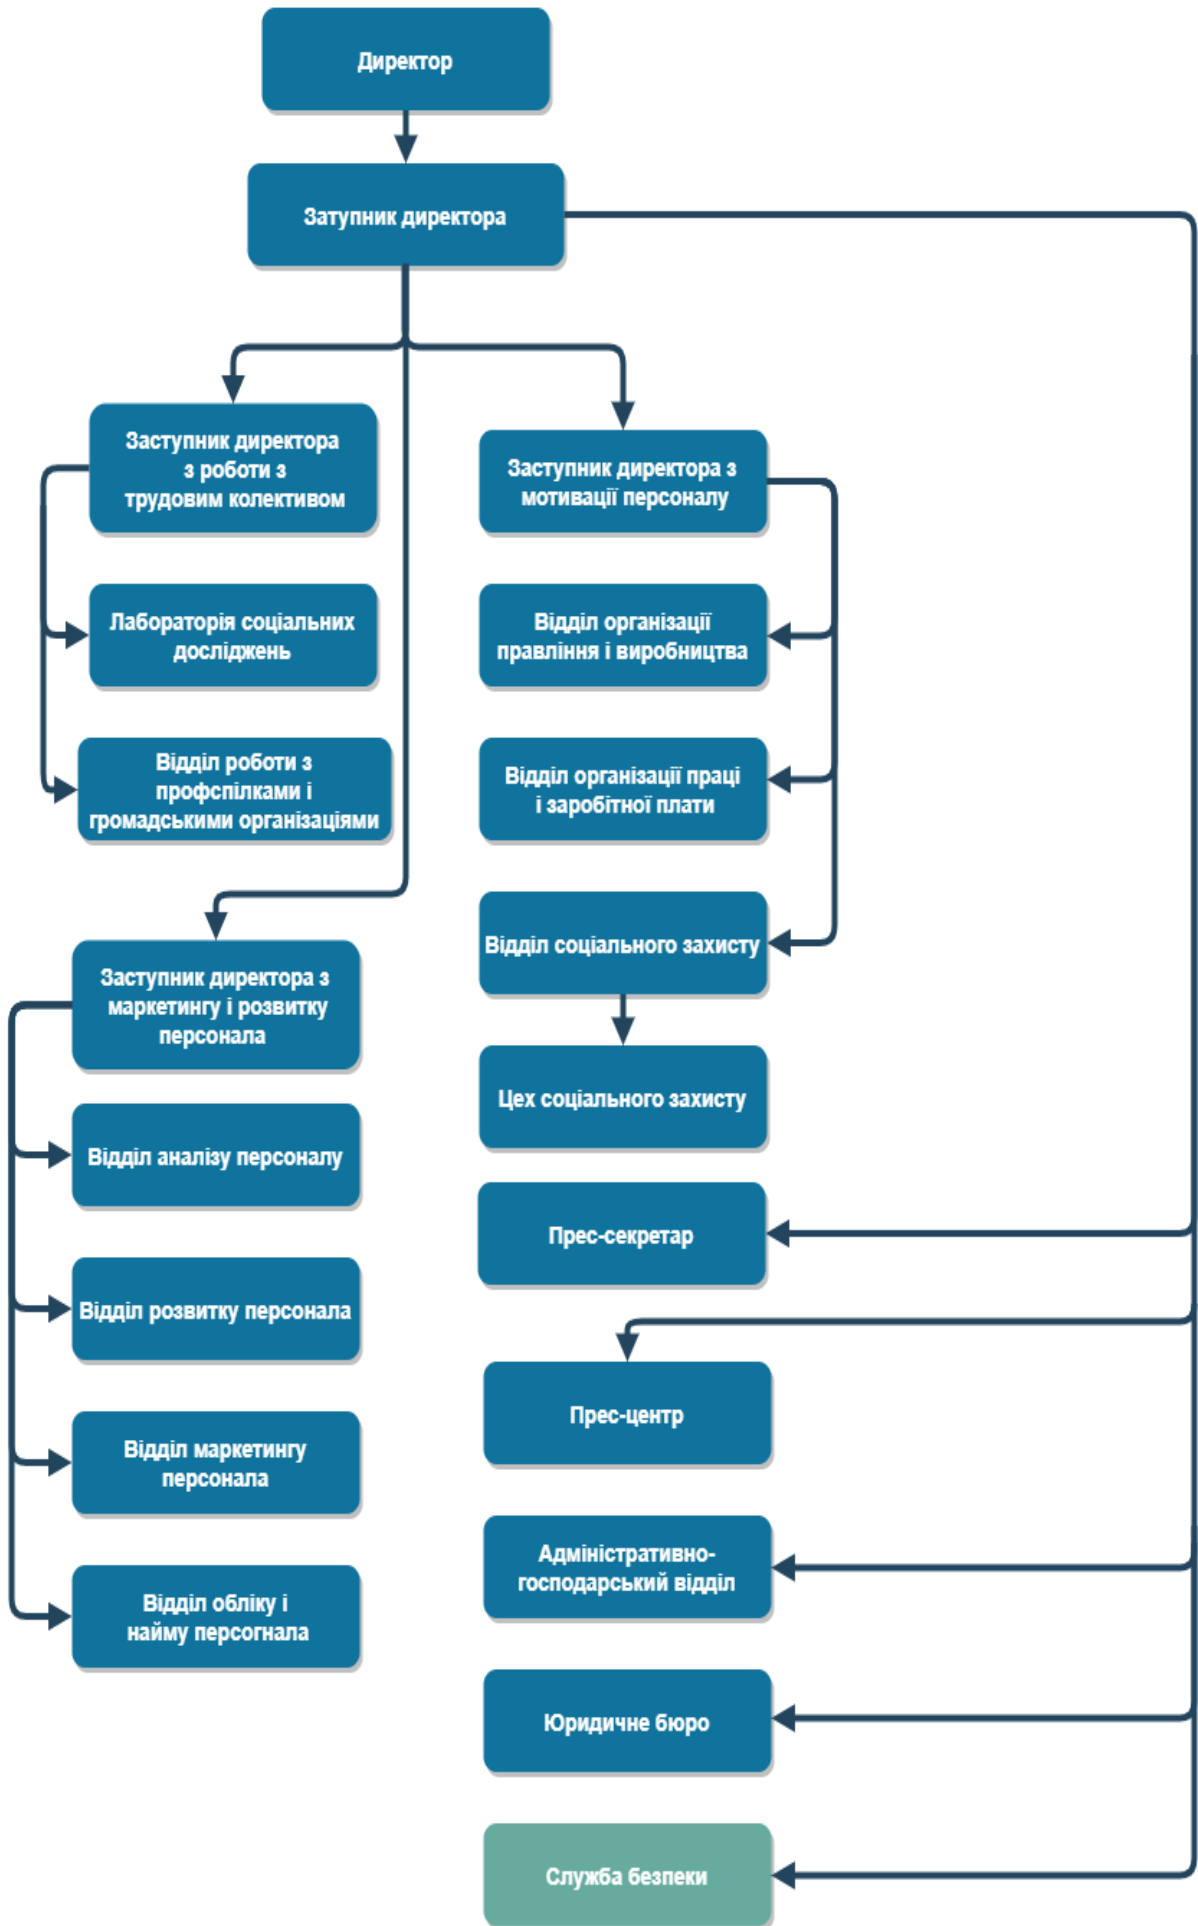 Директор
Затупник директора
Заступник директора
з роботи з
трудовим колективом
Лабораторія соціальних
досліджень
Відділ роботи з
профспілками і
громадськими організаціями
Заступник директора з
мотивації персоналу
Відділ організації
правління і виробництва
Відділ організації праці
і заробітної плати
Відділ соціального захисту
Цех соціального захисту
Заступник директора з
маркетингу і розвитку
персонала
Відділ аналізу персоналу
Відділ розвитку персонала
Відділ маркетингу
персонала
Відділ обліку і
найму персогнала
Прес-секретар
Прес-центр
Адміністративно-
господарський відділ
Юридичне бюро
Служба безпеки